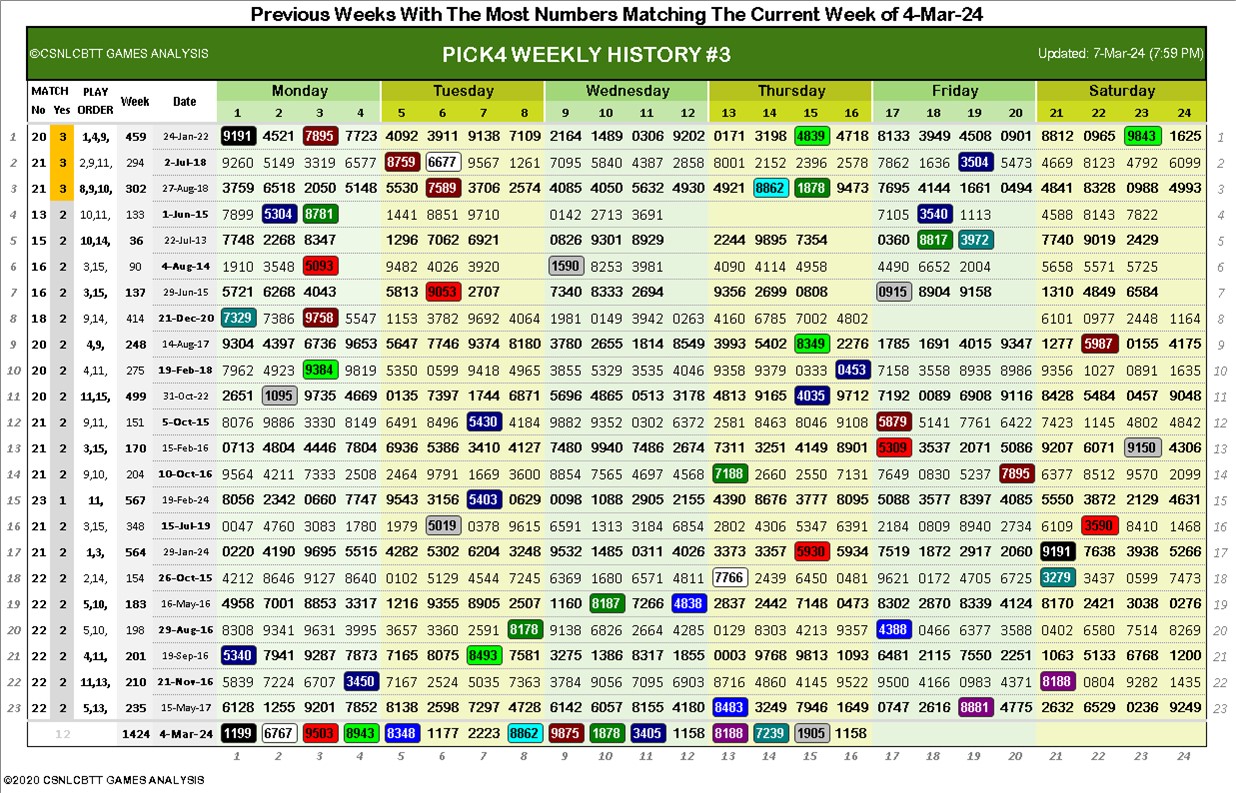 Previous Weeks With The Most Numbers Matching The Current Week of 4-Mar-24
©CSNLCBTT GAMES ANALYSIS PICK4 WEEKLY HISTORY #3 Updated: 7-Mar-24 (7:59 PM)
MATCH PLAY Week Date Monday Tuesday Wednesday Thursday Friday Saturday
No Yes ORDER 1 2 3 4 5 6 7 8 9 10 11 12 13 14 15 16 17 18 19 20 21 22 23 24
1 20 3 1,4,9, 459 24-Jan-22 9191 4521 7895 7723 4092 3911 9138 7109 2164 1489 0306 9202 0171 3198 4839 4718 8133 3949 4508 0901 8812 0965 9843 1625 1
2 21 3 2,9,11, 294 2-Jul-18 9260 5149 3319 6577 8759 6677 9567 1261 7095 5840 4387 2858 8001 2152 2396 2578 7862 1636 3504 5473 4669 8123 4792 6099 2
3 21 3 8,9,10, 302 27-Aug-18 3759 6518 2050 5148 5530 7589 3706 2574 4085 4050 5632 4930 4921 8862 1878 9473 7695 4144 1661 0494 4841 8328 0988 4993 3
4 13 2 10,11, 133 1-Jun-15 7899 5304 8781 1441 8851 9710 0142 2713 3691 7105 3540 1113 4588 8143 7822 4
5 15 2 10,14, 36 22-Jul-13 7748 2268 8347 1296 7062 6921 0826 9301 8929 2244 9895 7354 0360 8817 3972 7740 9019 2429 5
6 16 2 3,15, 90 4-Aug-14 1910 3548 5093 9482 4026 3920 1590 8253 3981 4090 4114 4958 4490 6652 2004 5658 5571 5725 6
7 16 2 3,15, 137 29-Jun-15 5721 6268 4043 5813 9053 2707 7340 8333 2694 9356 2699 0808 0915 8904 9158 1310 4849 6584 7
8 18 2 9,14, 414 21-Dec-20 7329 7386 9758 5547 1153 3782 9692 4064 1981 0149 3942 0263 4160 6785 7002 4802 6101 0977 2448 1164 8
9 20 2 4,9, 248 14-Aug-17 9304 4397 6736 9653 5647 7746 9374 8180 3780 2655 1814 8549 3993 5402 8349 2276 1785 1691 4015 9347 1277 5987 0155 4175 9
10 20 2 4,11, 275 19-Feb-18 7962 4923 9384 9819 5350 0599 9418 4965 3855 5329 3535 4046 9358 9379 0333 0453 7158 3558 8935 8986 9356 1027 0891 1635 10
11 20 2 11,15, 499 31-Oct-22 2651 1095 9735 4669 0135 7397 1744 6871 5696 4865 0513 3178 4813 9165 4035 9712 7192 0089 6908 9116 8428 5484 0457 9048 11
12 21 2 9,11, 151 5-Oct-15 8076 9886 3330 8149 6491 8496 5430 4184 9882 9352 0302 6372 2581 8463 8046 9108 5879 5141 7761 6422 7423 1145 4802 4842 12
13 21 2 3,15, 170 15-Feb-16 0713 4804 4446 7804 6936 5386 3410 4127 7480 9940 7486 2674 7311 3251 4149 8901 5309 3537 2071 5086 9207 6071 9150 4306 13
14 21 2 9,10, 204 10-Oct-16 9564 4211 7333 2508 2464 9791 1669 3600 8854 7565 4697 4568 7188 2660 2550 7131 7649 0830 5237 7895 6377 8512 9570 2099 14
15 23 1 11, 567 19-Feb-24 8056 2342 0660 7747 9543 3156 5403 0629 0098 1088 2905 2155 4390 8676 3777 8095 5088 3577 8397 4085 5550 3872 2129 4631 15
16 21 2 3,15, 348 15-Jul-19 0047 4760 3083 1780 1979 5019 0378 9615 6591 1313 3184 6854 2802 4306 5347 6391 2184 0809 8940 2734 6109 3590 8410 1468 16
17 21 2 1,3, 564 29-Jan-24 0220 4190 9695 5515 4282 5302 6204 3248 9532 1485 0311 4026 3373 3357 5930 5934 7519 1872 2917 2060 9191 7638 3938 5266 17
18 22 2 2,14, 154 26-Oct-15 4212 8646 9127 8640 0102 5129 4544 7245 6369 1680 6571 4811 7766 2439 6450 0481 9621 0172 4705 6725 3279 3437 0599 7473 18
19 22 2 5,10, 183 16-May-16 4958 7001 8853 3317 1216 9355 8905 2507 1160 8187 7266 4838 2837 2442 7148 0473 8302 2870 8339 4124 8170 2421 3038 0276 19
20 22 2 5,10, 198 29-Aug-16 8308 9341 9631 3995 3657 3360 2591 8178 9138 6826 2664 4285 0129 8303 4213 9357 4388 0466 6377 3588 0402 6580 7514 8269 20
21 22 2 4,11, 201 19-Sep-16 5340 7941 9287 7873 7165 8075 8493 7581 3275 1386 8317 1855 0003 9768 9813 1093 6481 2115 7550 2251 1063 5133 6768 1200 21
22 22 2 11,13, 210 21-Nov-16 5839 7224 6707 3450 7167 2524 5035 7363 3784 9056 7095 6903 8716 4860 4145 9522 9500 4166 0983 4371 8188 0804 9282 1435 22
23 22 2 5,13, 235 15-May-17 6128 1255 9201 7852 8138 2598 7297 4728 6142 6057 8155 4180 8483 3249 7946 1649 0747 2616 8881 4775 2632 6529 0236 9249 23
12 1424 4-Mar-24 1199 6767 9503 8943 8348 1177 2223 8862 9875 1878 3405 1158 8188 7239 1905 1158
1 2 3 4 5 6 7 8 9 10 11 12 13 14 15 16 17 18 19 20 21 22 23 24
©2020 CSNLCBTT GAMES ANALYSIS